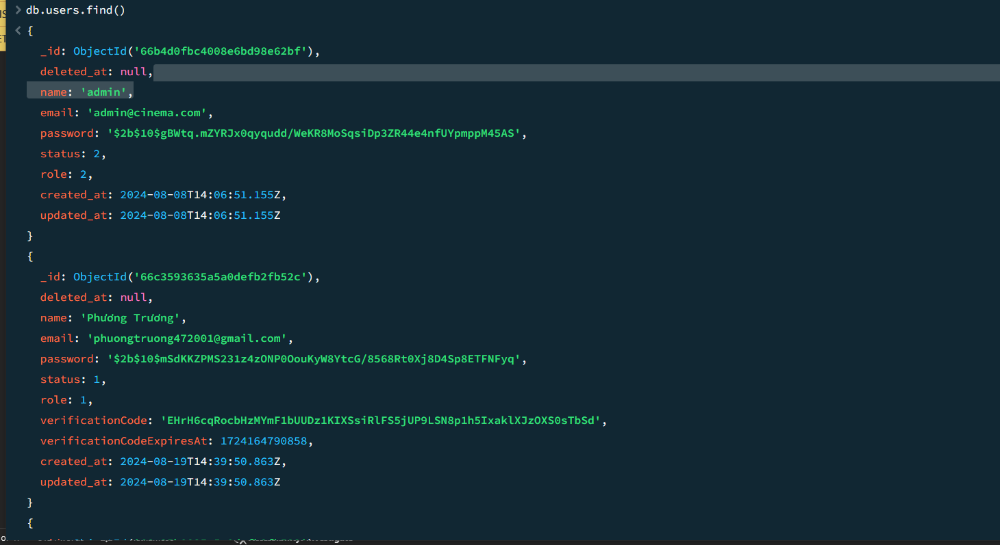 db.users.find()
{
_id: ObjectId('66b4d0fbc4008e6bd98e62bf'),
deleted_at: null,
name: 'admin',
email: 'admin@cinema.com',
password: '$2b$10$gBWtq.mZYRJx0qyqudd/WeKR8MoSqsiDp3ZR44e4nfUYpmppM45AS',
status: 2,
role: 2,
created_at: 2024-08-08T14:06:51.155Z,
updated_at: 2024-08-08T14:06:51.155Z
}
{
_id: ObjectId('66c3593635a5a0defb2fb52c'),
deleted_at: null,
name: 'Phương Trương',
email: 'phuongtruong472001@gmail.com',
password: '$2b$10$mSdKKZPMS231z4zONP0OouKyW8YtcG/8568Rt0Xj8D4Sp8ETFNFyq',
status: 1,
role: 1,
verificationCode: 'EHrH6cqRocbHzMYmF1bUUDz1KIXSsiRlFS5jUP9LSN8p1h5IxaklXJzOXS0sTbSd',
verificationCodeExpiresAt: 1724164790858,
created_at: 2024-08-19T14:39:50.863Z,
updated_at: 2024-08-19T14:39:50.863Z
}
{